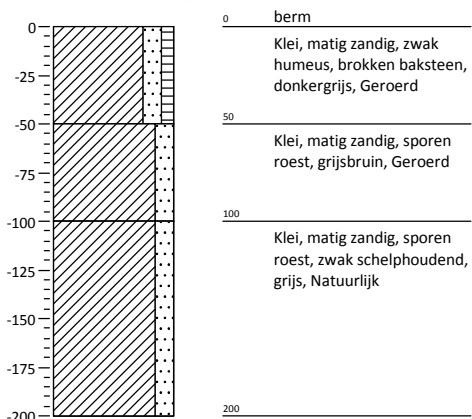 0 berm
0
Klei, matig zandig, zwak
humeus, brokken baksteen,
donkergrijs, Geroerd
-25
-50
50
Klei, matig zandig, sporen
roest, grijsbruin, Geroerd
-75
-100
100
Klei, matig zandig, sporen
roest, zwak schelphoudend,
grijs, Natuurlijk
-125
-150
-175
-200
200